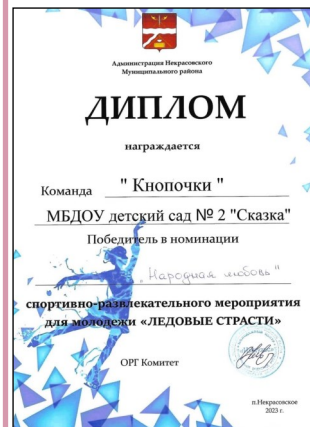 Администрация Некрасовского
Муниципального района
ДИПЛОМ
награждается
Команда " Кнопочки "
МБДОУ детский сад № 2 "Сказка"
Победитель в номинации
"Народная любовь"
спортивно-развлекательного мероприятия
для молодежи «ЛЕДОВЫЕ СТРАСТИ»
ОРГ Комитет
п.Некрасовское
2023 г.